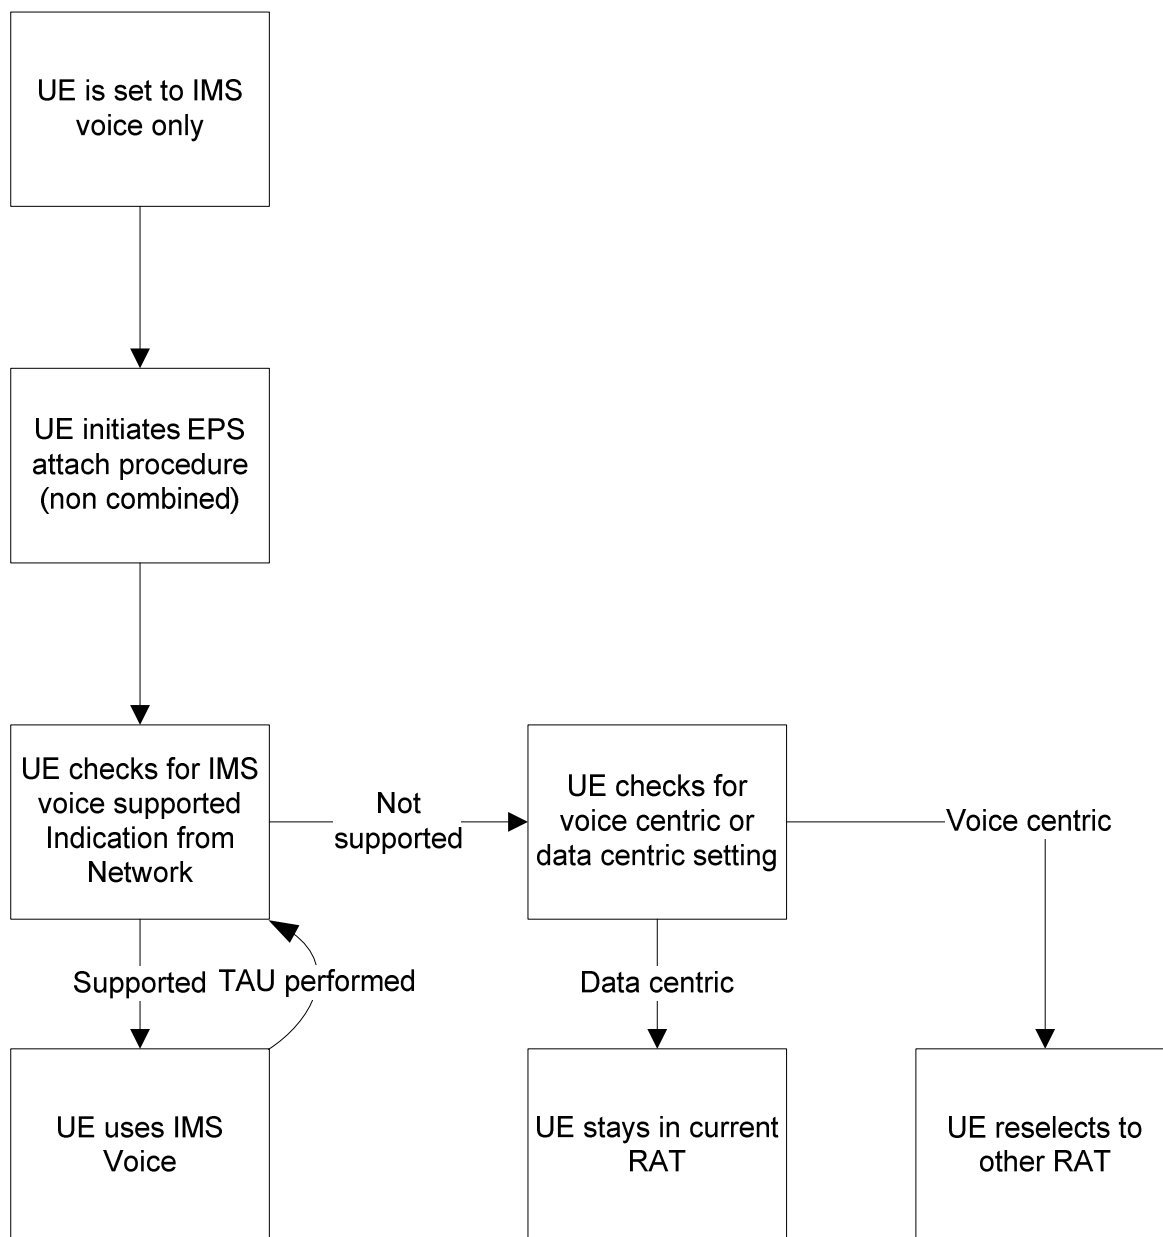 UE is set to IMS
voice only
UE initiates EPS
attach procedure
(non combined)
UE checks for IMS
voice supported
Indication from
Network
Not
supported
UE checks for
voice centric or
data centric setting
Voice centric
Supported
TAU performed
Data centric
UE uses IMS
Voice
UE stays in current
RAT
UE reselects to
other RAT